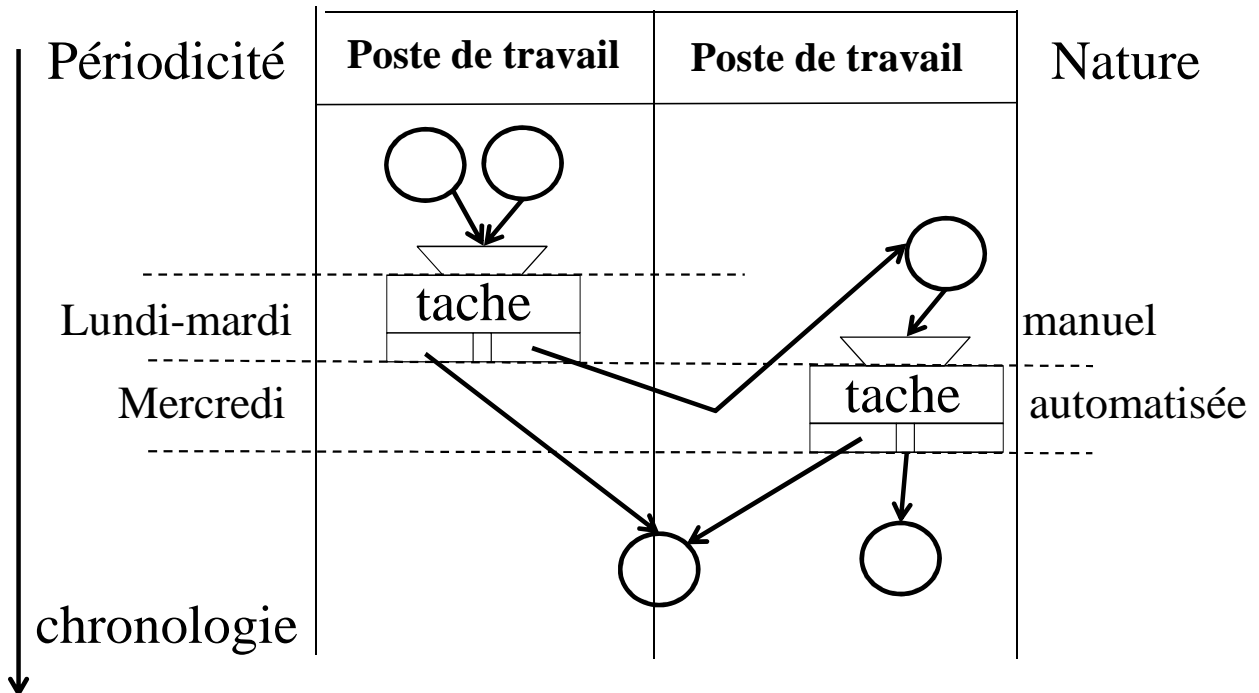 Périodicité
Poste de travail
Poste de travail
Nature
tache
Lundi-mardi
manuel
tache
Mercredi
automatisée
chronologie